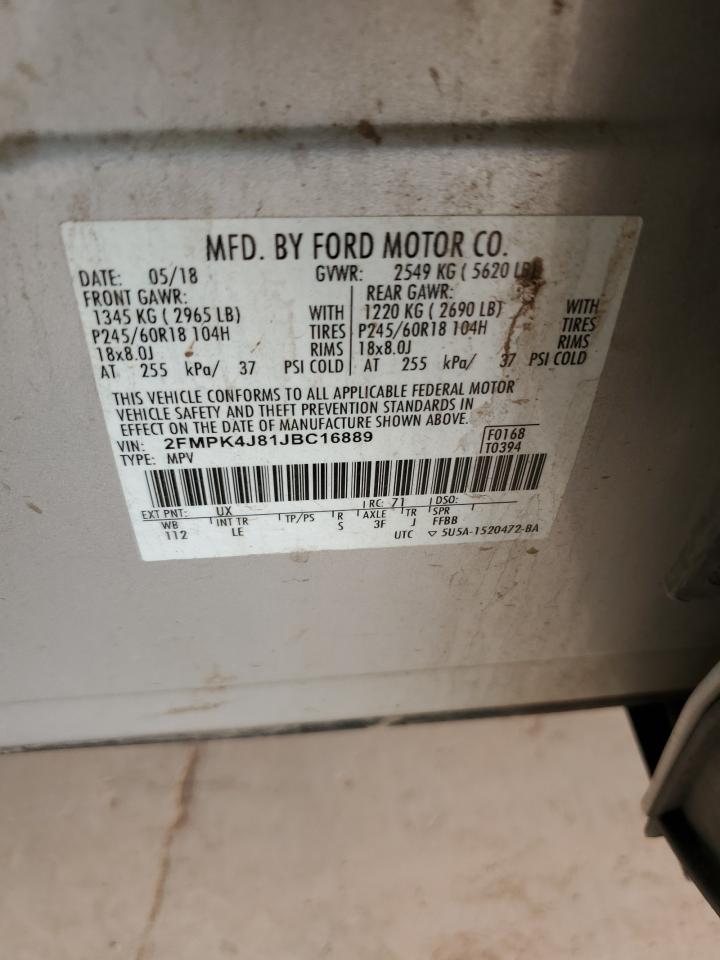 MFD. BY FORD MOTOR CO.
DATE: 05/18 GVWR: 2549 KG ( 5620 LB)
FRONT GAWR: REAR GAWR:
1345 KG ( 2965 LB) WITH 1220 KG ( 2690 LB) WITH
P245/60R18 104H TIRES P245/60R18 104H TIRES
18x8.0J RIMS 18x8.0J RIMS
AT 255 kPa/ 37 PSI COLD AT 255 kPa/ 37 PSI COLD
THIS VEHICLE CONFORMS TO ALL APPLICABLE FEDERAL MOTOR
VEHICLE SAFETY AND THEFT PREVENTION STANDARDS IN
EFFECT ON THE DATE OF MANUFACTURE SHOWN ABOVE.
VIN: 2FMPK4J81JBC16889 F0168
TYPE: MPV T0394
EXT PNT: UX RC: 71 DSO:
WB INT TR TP/PS R AXLE TR SPR
112 LE S 3F J FFBB
UTC ▽ 5U5A-1520472-BA